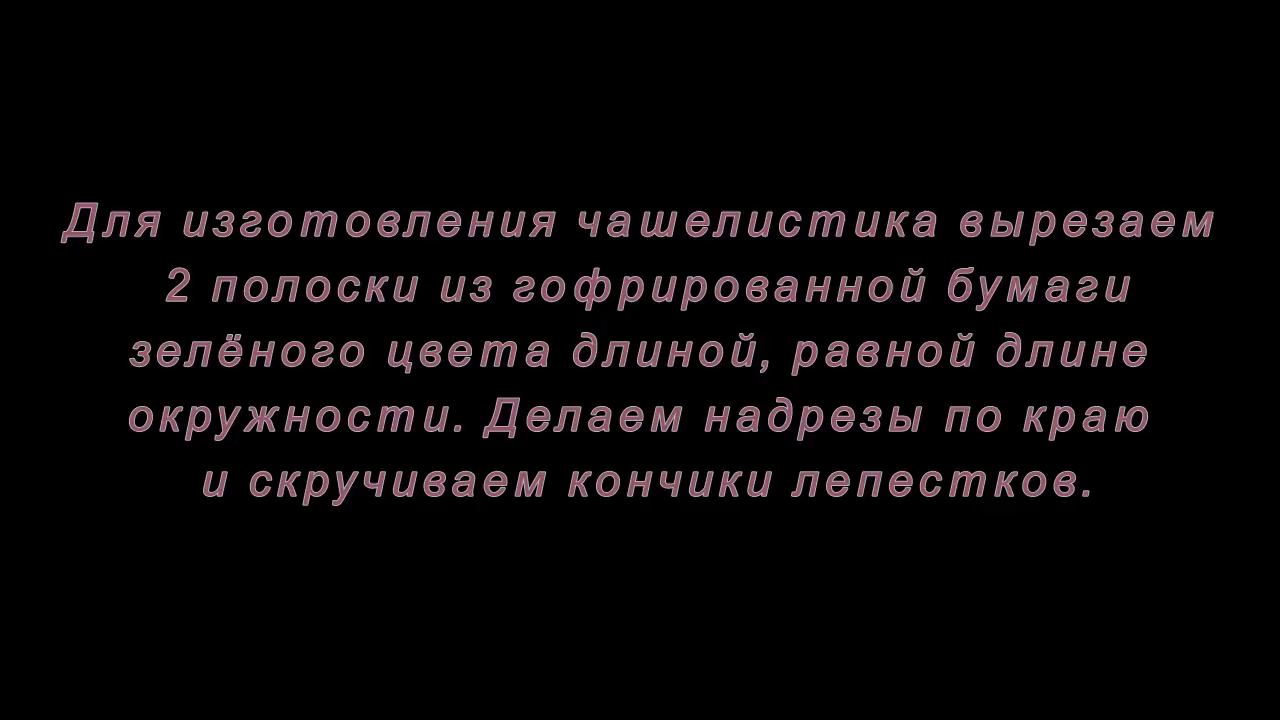 Для изготовления чашелистика вырезаем
2 полоски из гофрированной бумаги
зелёного цвета длиной, равной длине
окружности. Делаем надрезы по краю
и скручиваем кончики лепестков.